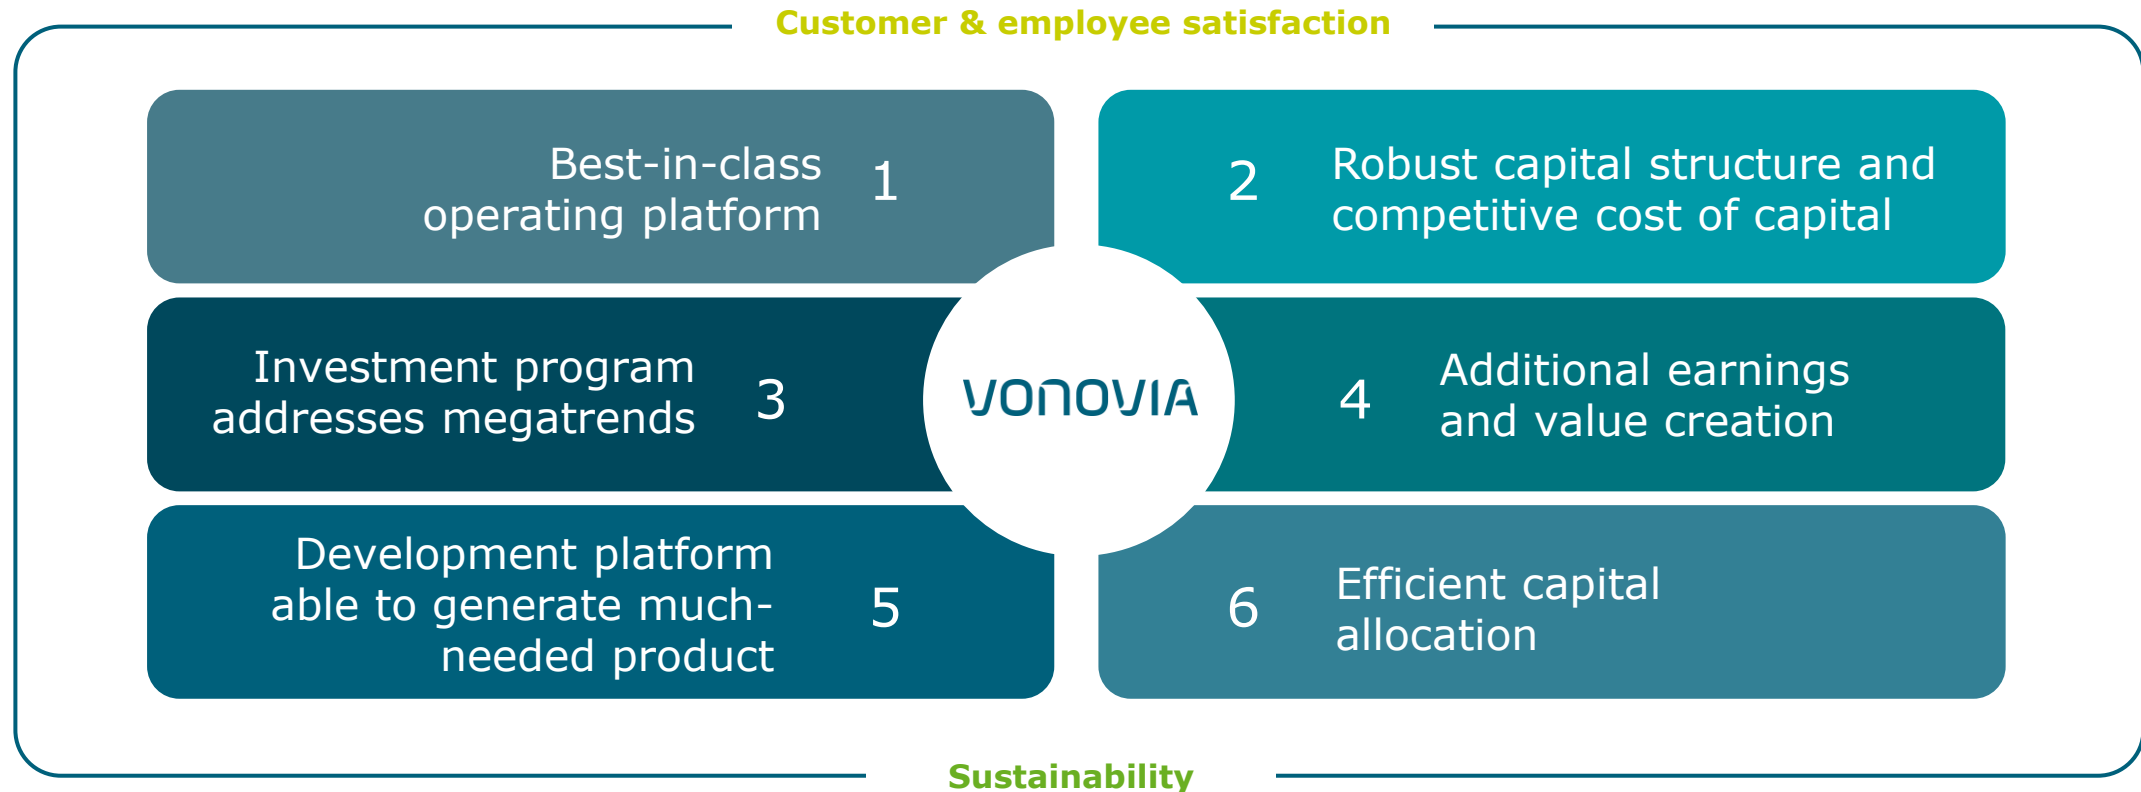 Customer & employee satisfaction
Best-in-class
operating platform
1
2
Robust capital structure and
competitive cost of capital
Investment program
addresses megatrends
3
VONOVIA
4
Additional earnings
and value creation
Development platform
able to generate much-
needed product
5
6
Efficient capital
allocation
Sustainability